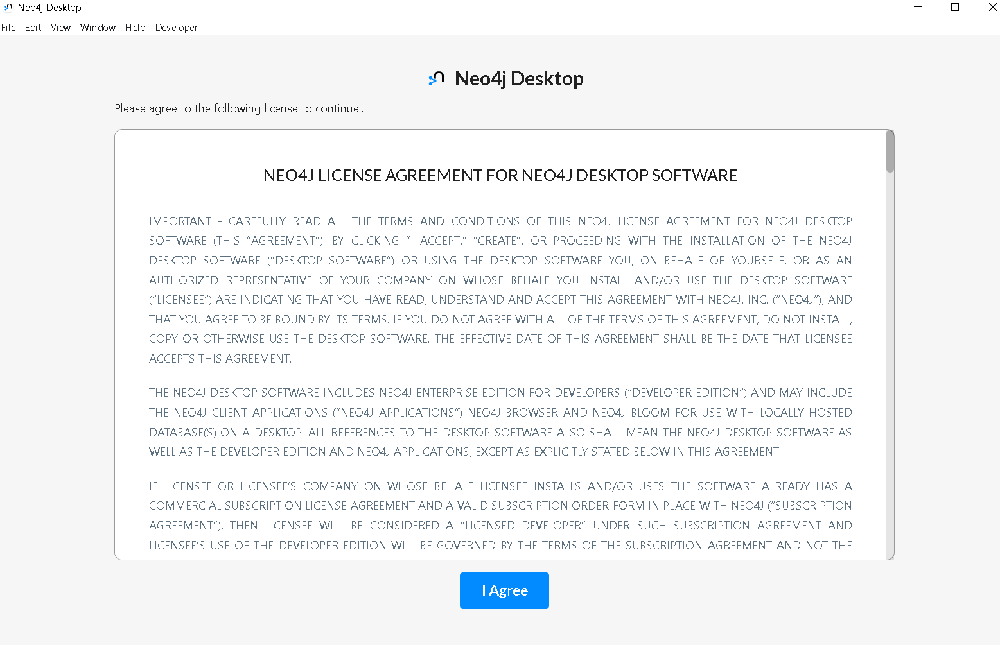 Neo4j Desktop
File Edit View Window Help Developer
Neo4j Desktop
Please agree to the following license to continue...
NEO4J LICENSE AGREEMENT FOR NEO4J DESKTOP SOFTWARE
IMPORTANT - CAREFULLY READ ALL THE TERMS AND CONDITIONS OF THIS NEO4J LICENSE AGREEMENT FOR NEO4J DESKTOP
SOFTWARE (THIS “AGREEMENT”). BY CLICKING “I ACCEPT,” “CREATE”, OR PROCEEDING WITH THE INSTALLATION OF THE NEO4J
DESKTOP SOFTWARE (“DESKTOP SOFTWARE”) OR USING THE DESKTOP SOFTWARE YOU, ON BEHALF OF YOURSELF, OR AS AN
AUTHORIZED REPRESENTATIVE OF YOUR COMPANY ON WHOSE BEHALF YOU INSTALL AND/OR USE THE DESKTOP SOFTWARE
(“LICENSEE”) ARE INDICATING THAT YOU HAVE READ, UNDERSTAND AND ACCEPT THIS AGREEMENT WITH NEO4J, INC. (“NEO4J”), AND
THAT YOU AGREE TO BE BOUND BY ITS TERMS. IF YOU DO NOT AGREE WITH ALL OF THE TERMS OF THIS AGREEMENT, DO NOT INSTALL,
COPY OR OTHERWISE USE THE DESKTOP SOFTWARE. THE EFFECTIVE DATE OF THIS AGREEMENT SHALL BE THE DATE THAT LICENSEE
ACCEPTS THIS AGREEMENT.
THE NEO4J DESKTOP SOFTWARE INCLUDES NEO4J ENTERPRISE EDITION FOR DEVELOPERS (“DEVELOPER EDITION”) AND MAY INCLUDE
THE NEO4J CLIENT APPLICATIONS (“NEO4J APPLICATIONS”) NEO4J BROWSER AND NEO4J BLOOM FOR USE WITH LOCALLY HOSTED
DATABASE(S) ON A DESKTOP. ALL REFERENCES TO THE DESKTOP SOFTWARE ALSO SHALL MEAN THE NEO4J DESKTOP SOFTWARE AS
WELL AS THE DEVELOPER EDITION AND NEO4J APPLICATIONS, EXCEPT AS EXPLICITLY STATED BELOW IN THIS AGREEMENT.
IF LICENSEE OR LICENSEE’S COMPANY ON WHOSE BEHALF LICENSEE INSTALLS AND/OR USES THE SOFTWARE ALREADY HAS A
COMMERCIAL SUBSCRIPTION LICENSE AGREEMENT AND A VALID SUBSCRIPTION ORDER FORM IN PLACE WITH NEO4J (“SUBSCRIPTION
AGREEMENT”), THEN LICENSEE WILL BE CONSIDERED A “LICENSED DEVELOPER” UNDER SUCH SUBSCRIPTION AGREEMENT AND
LICENSEE’S USE OF THE DEVELOPER EDITION WILL BE GOVERNED BY THE TERMS OF THE SUBSCRIPTION AGREEMENT AND NOT THE
I Agree